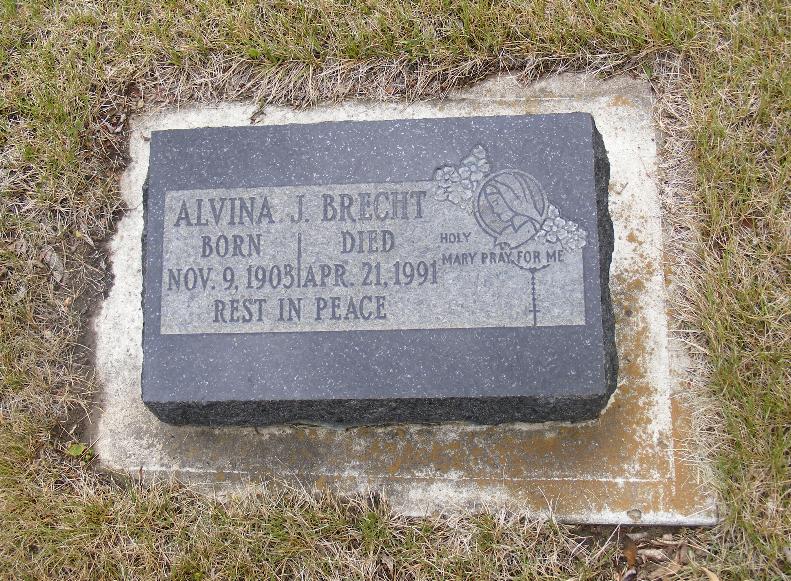 ALVINA J. BRECHT
BORN DIED
NOV. 9, 1903 APR. 21, 1991
REST IN PEACE
HOLY
MARY PRAY FOR ME